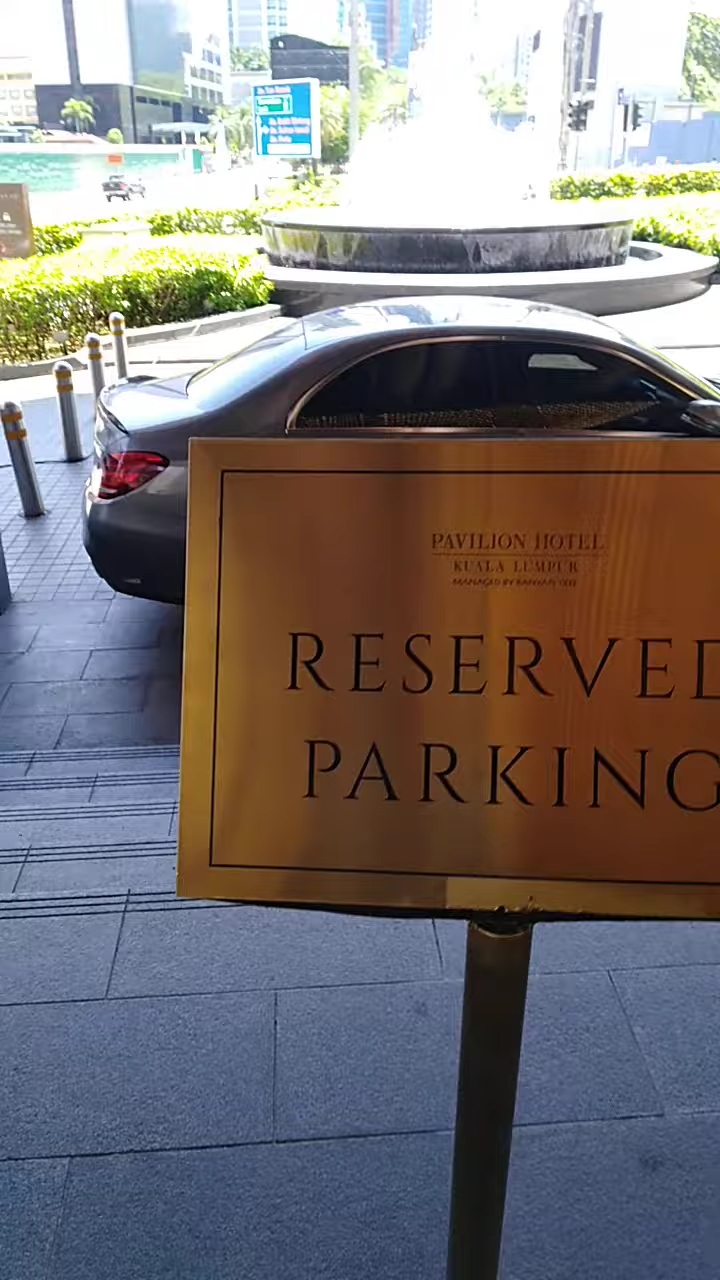 PAVILION HOTEL
KUALA LUMPUR
MANAGED BY BANYAN TREE
RESERVED
PARKING